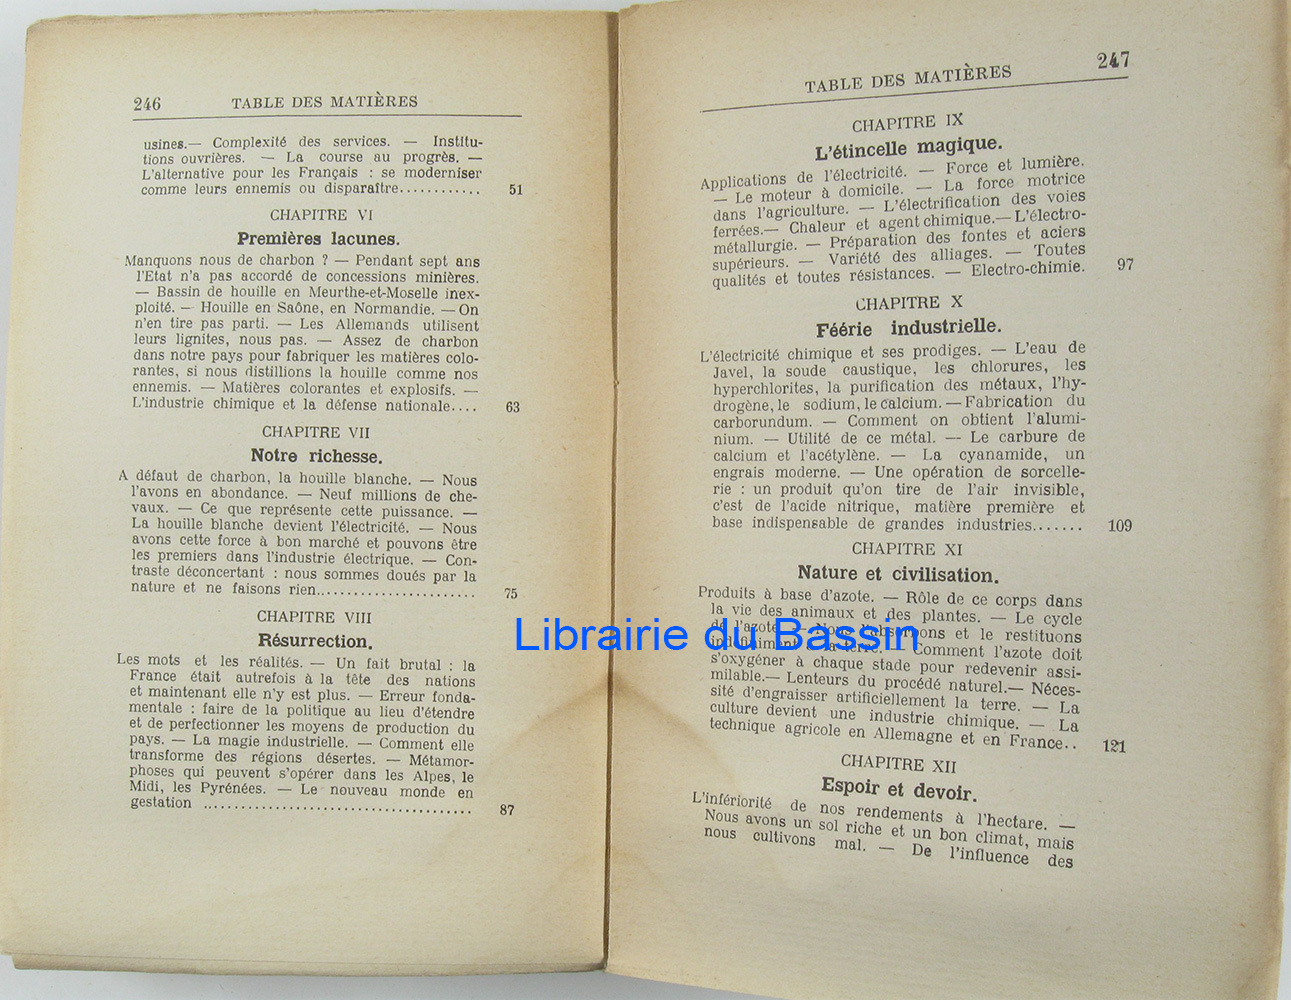 246 TABLE DES MATIÈRES
usines.— Complexité des services. — Institu-
tions ouvrières. — La course au progrès. —
L'alternative pour les Français : se moderniser
comme leurs ennemis ou disparaître............ 51
CHAPITRE VI
Premières lacunes.
Manquons nous de charbon ? — Pendant sept ans
l'Etat n'a pas accordé de concessions minières.
— Bassin de houille en Meurthe-et-Moselle inex-
ploité. — Houille en Saône, en Normandie. — On
n'en tire pas parti. — Les Allemands utilisent
leurs lignites, nous pas. — Assez de charbon
dans notre pays pour fabriquer les matières colo-
rantes, si nous distillions la houille comme nos
ennemis. — Matières colorantes et explosifs. —
L'industrie chimique et la défense nationale.... 63
CHAPITRE VII
Notre richesse.
A défaut de charbon, la houille blanche. — Nous
l'avons en abondance. — Neuf millions de che-
vaux. — Ce que représente cette puissance. —
La houille blanche devient l'électricité. — Nous
avons cette force à bon marché et pouvons être
les premiers dans l'industrie électrique. — Con-
traste déconcertant : nous sommes doués par la
nature et ne faisons rien........................ 75
CHAPITRE VIII
Résurrection.
Les mots et les réalités. — Un fait brutal : la
France était autrefois à la tête des nations
et maintenant elle n'y est plus. — Erreur fonda-
mentale : faire de la politique au lieu d'étendre
et de perfectionner les moyens de production du
pays. — La magie industrielle. — Comment elle
transforme des régions désertes. — Métamor-
phoses qui peuvent s'opérer dans les Alpes, le
Midi, les Pyrénées. — Le nouveau monde en
gestation ........................................ 87
TABLE DES MATIÈRES 247
CHAPITRE IX
L'étincelle magique.
Applications de l'électricité. — Force et lumière.
— Le moteur à domicile. — La force motrice
dans l'agriculture. — L'électrification des voies
ferrées.— Chaleur et agent chimique.— L'électro-
métallurgie. — Préparation des fontes et aciers
supérieurs. — Variété des alliages. — Toutes
qualités et toutes résistances. — Electro-chimie. 97
CHAPITRE X
Féérie industrielle.
L'électricité chimique et ses prodiges. — L'eau de
Javel, la soude caustique, les chlorures, les
hyperchlorites, la purification des métaux, l'hy-
drogène, le sodium, le calcium. — Fabrication du
carborundum. — Comment on obtient l'alumi-
nium. — Utilité de ce métal. — Le carbure de
calcium et l'acétylène. — La cyanamide, un
engrais moderne. — Une opération de sorcelle-
rie : un produit qu'on tire de l'air invisible,
c'est de l'acide nitrique, matière première et
base indispensable de grandes industries....... 109
CHAPITRE XI
Nature et civilisation.
Produits à base d'azote. — Rôle de ce corps dans
la vie des animaux et des plantes. — Le cycle
de l'azote. — Nous l'absorbons et le restituons
indéfiniment à la terre. — Comment l'azote doit
s'oxygéner à chaque stade pour redevenir assi-
milable.— Lenteurs du procédé naturel.— Néces-
sité d'engraisser artificiellement la terre. — La
culture devient une industrie chimique. — La
technique agricole en Allemagne et en France.. 121
CHAPITRE XII
Espoir et devoir.
L'infériorité de nos rendements à l'hectare. —
Nous avons un sol riche et un bon climat, mais
nous cultivons mal. — De l'influence des
Librairie du Bassin